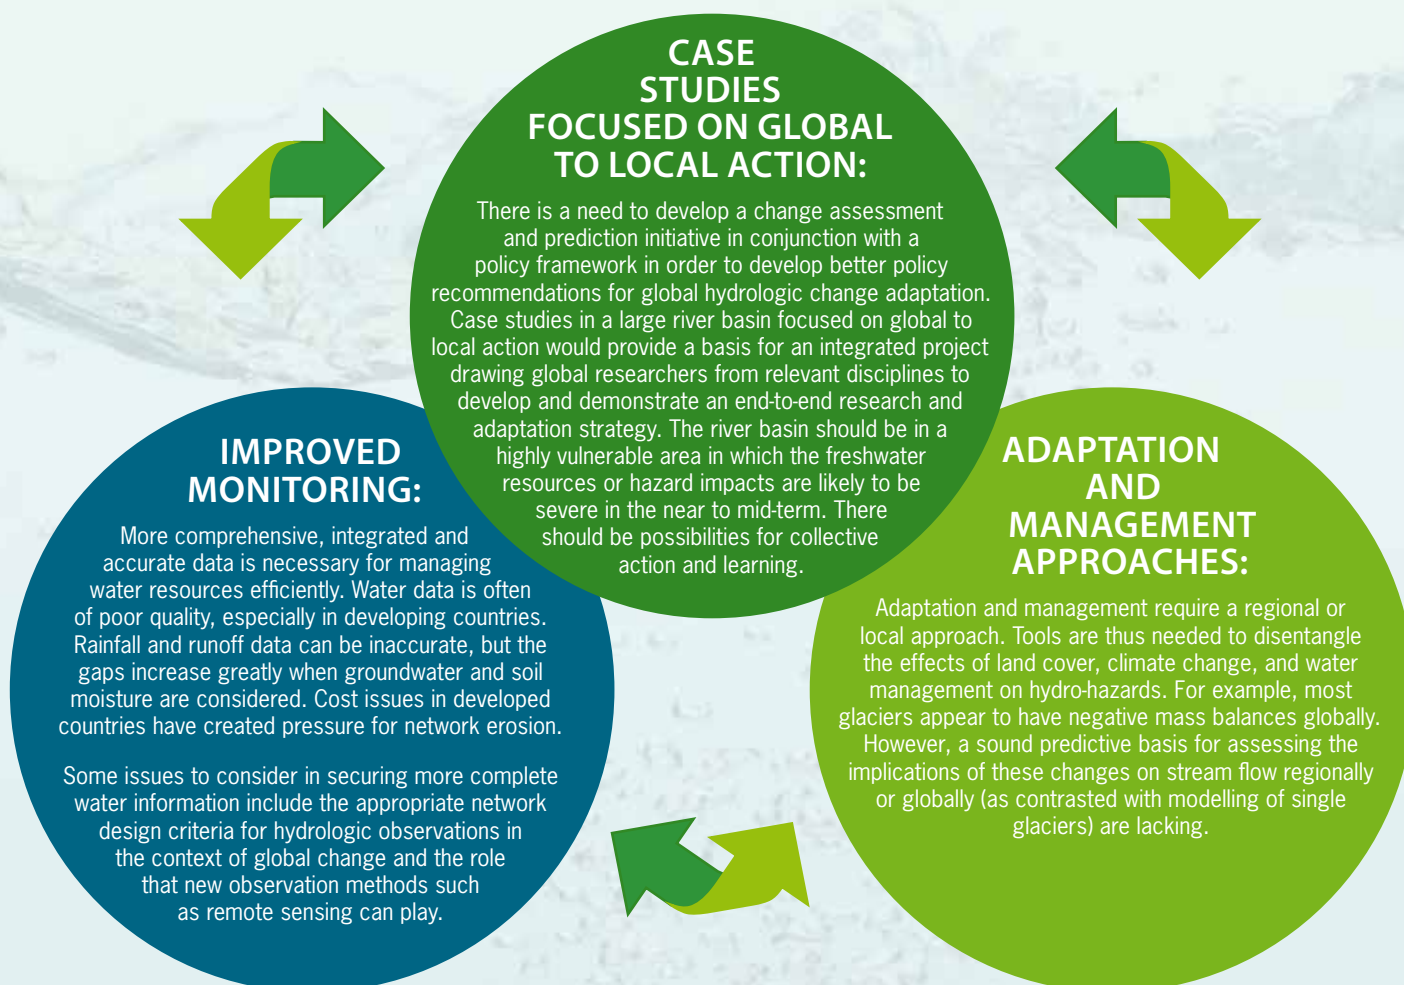 CASE
STUDIES
FOCUSED ON GLOBAL
TO LOCAL ACTION:
There is a need to develop a change assessment
and prediction initiative in conjunction with a
policy framework in order to develop better policy
recommendations for global hydrologic change adaptation.
Case studies in a large river basin focused on global to
local action would provide a basis for an integrated project
drawing global researchers from relevant disciplines to
develop and demonstrate an end-to-end research and
adaptation strategy. The river basin should be in a
highly vulnerable area in which the freshwater
resources or hazard impacts are likely to be
severe in the near to mid-term. There
should be possibilities for collective
action and learning.
IMPROVED
MONITORING:
More comprehensive, integrated and
accurate data is necessary for managing
water resources efficiently. Water data is often
of poor quality, especially in developing countries.
Rainfall and runoff data can be inaccurate, but the
gaps increase greatly when groundwater and soil
moisture are considered. Cost issues in developed
countries have created pressure for network erosion.
Some issues to consider in securing more complete
water information include the appropriate network
design criteria for hydrologic observations in
the context of global change and the role
that new observation methods such
as remote sensing can play.
ADAPTATION
AND
MANAGEMENT
APPROACHES:
Adaptation and management require a regional or
local approach. Tools are thus needed to disentangle
the effects of land cover, climate change, and water
management on hydro-hazards. For example, most
glaciers appear to have negative mass balances globally.
However, a sound predictive basis for assessing the
implications of these changes on stream flow regionally
or globally (as contrasted with modelling of single
glaciers) are lacking.